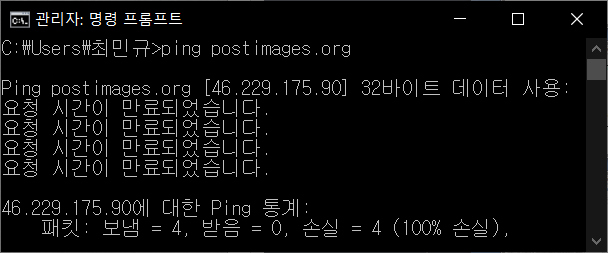 관리자: 명령 프롬프트
C:₩Users₩최민규>ping postimages.org
Ping postimages.org [46.229.175.90] 32바이트 데이터 사용:
요청 시간이 만료되었습니다.
요청 시간이 만료되었습니다.
요청 시간이 만료되었습니다.
요청 시간이 만료되었습니다.
46.229.175.90에 대한 Ping 통계:
패킷: 보냄 = 4, 받음 = 0, 손실 = 4 (100% 손실),